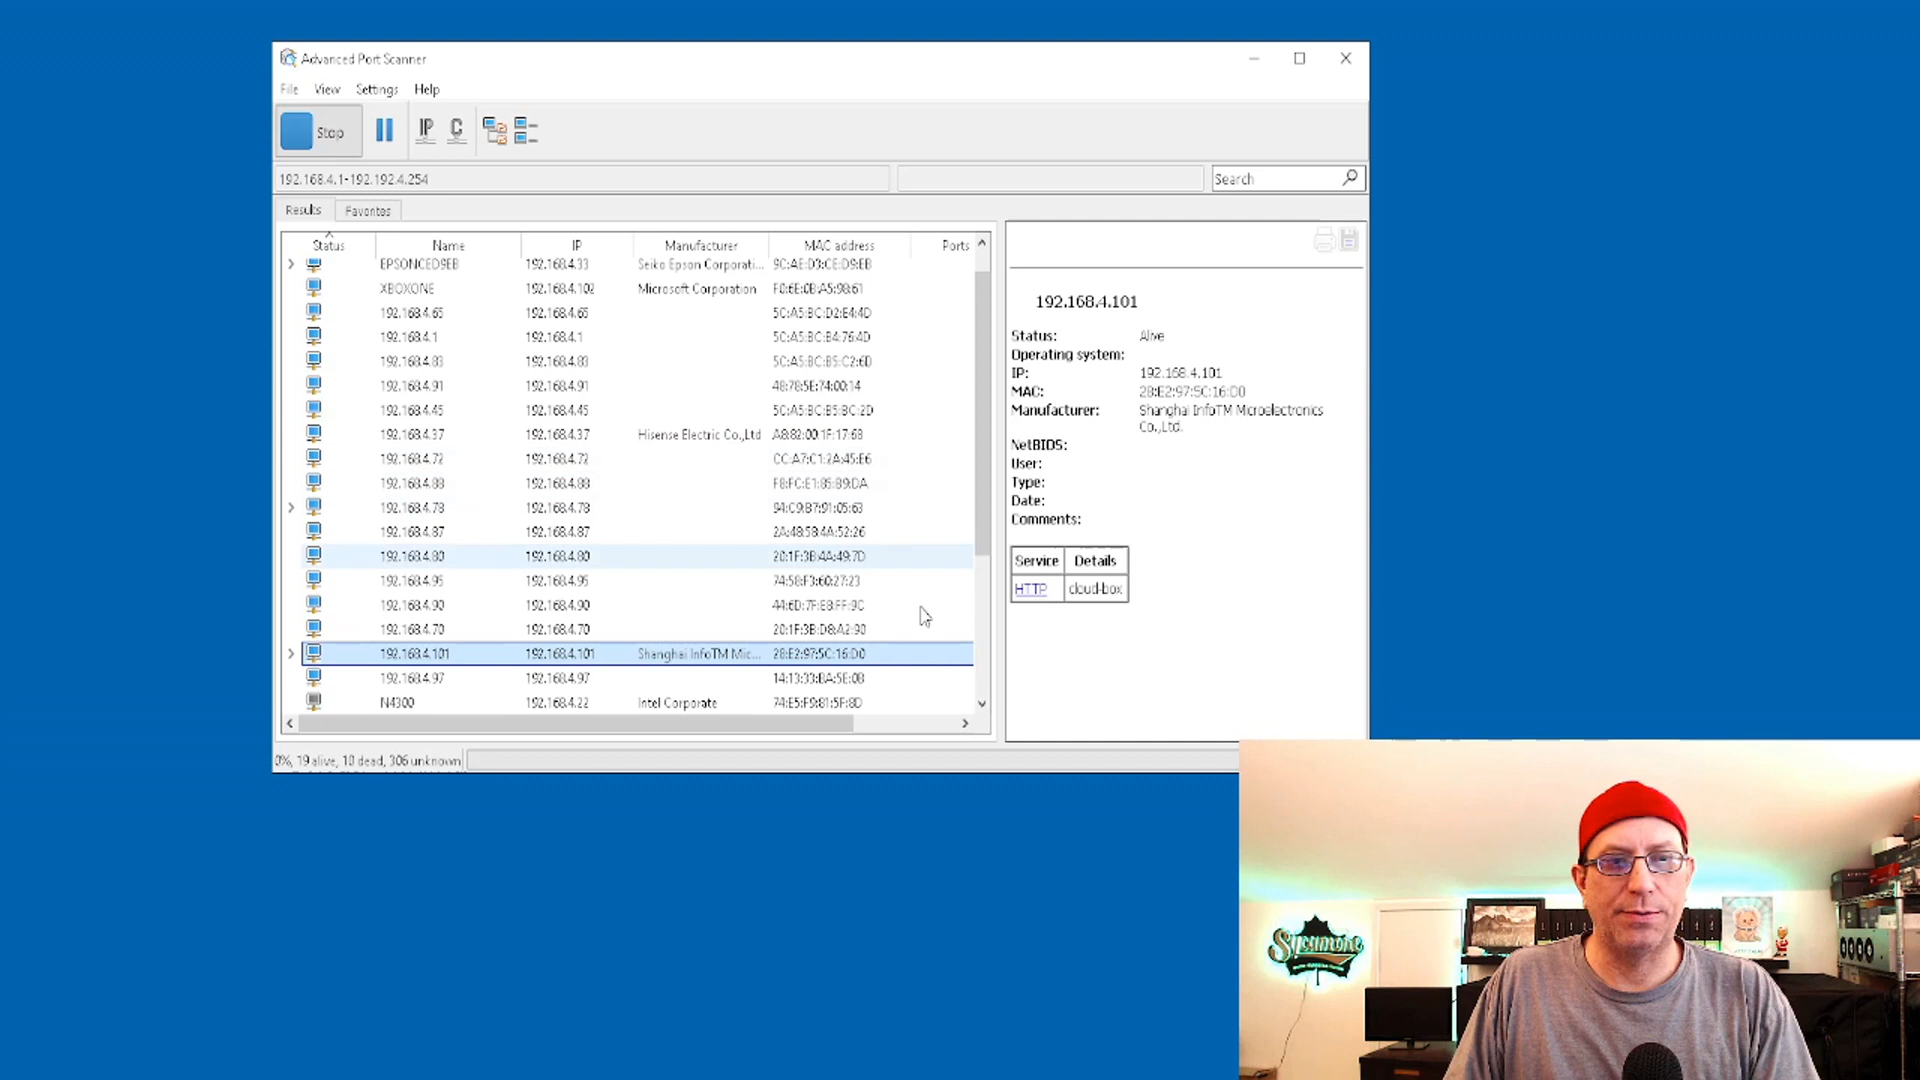 Advanced Port Scanner
File View Settings Help
Stop IP C
192.168.4.1-192.192.4.254 Search
Results Favorites
Status Name IP Manufacturer MAC address Ports
EPSONCED9EB 192.168.4.33 Seiko Epson Corporati... 9C:AE:D3:CE:D9:EB
XBOXONE 192.168.4.102 Microsoft Corporation F0:6E:0B:A5:98:61
192.168.4.65 192.168.4.65 5C:A5:BC:D2:E4:4D
192.168.4.1 192.168.4.1 5C:A5:BC:B4:76:4D
192.168.4.83 192.168.4.83 5C:A5:BC:B5:C2:6D
192.168.4.91 192.168.4.91 48:78:5E:74:00:14
192.168.4.45 192.168.4.45 5C:A5:BC:B5:BC:2D
192.168.4.37 192.168.4.37 Hisense Electric Co.,Ltd A8:82:00:1F:17:68
192.168.4.72 192.168.4.72 CC:A7:C1:2A:45:E6
192.168.4.88 192.168.4.88 F8:FC:E1:85:B9:DA
192.168.4.78 192.168.4.78 94:C9:B7:91:05:63
192.168.4.87 192.168.4.87 2A:48:58:4A:52:26
192.168.4.80 192.168.4.80 20:1F:3B:4A:49:7D
192.168.4.95 192.168.4.95 74:58:F3:60:27:23
192.168.4.90 192.168.4.90 44:6D:7F:E8:FF:9C
192.168.4.70 192.168.4.70 20:1F:3B:D8:A2:90
192.168.4.101 192.168.4.101 Shanghai InfoTM Mic... 28:E2:97:5C:16:D0
192.168.4.97 192.168.4.97 14:13:33:BA:5E:0B
N4300 192.168.4.22 Intel Corporate 74:E5:F9:81:5F:8D
0%, 19 alive, 10 dead, 306 unknown
192.168.4.101
Status: Alive
Operating system:
IP: 192.168.4.101
MAC: 28:E2:97:5C:16:D0
Manufacturer: Shanghai InfoTM Microelectronics
Co.,Ltd.
NetBIOS:
User:
Type:
Date:
Comments:
Service Details
HTTP cloud-box
Sycamore